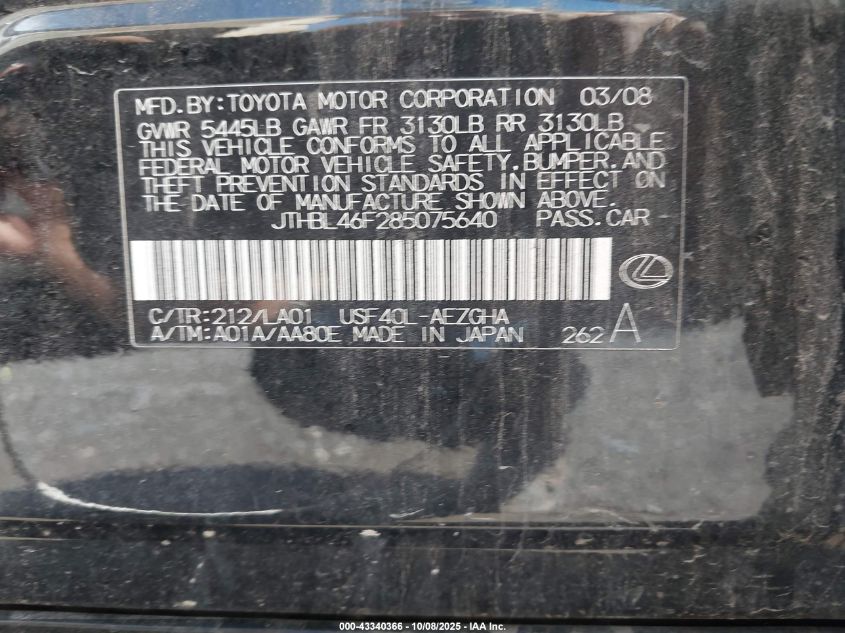 MFD.BY:TOYOTA MOTOR CORPORATION 03/08
GVWR 5445LB GAWR FR 3130LB RR 3130LB
THIS VEHICLE CONFORMS TO ALL APPLICABLE
FEDERAL MOTOR VEHICLE SAFETY, BUMPER, AND
THEFT PREVENTION STANDARDS IN EFFECT ON
THE DATE OF MANUFACTURE SHOWN ABOVE.
JTHBL46F285075640 PASS.CAR
C/TR:212/LA01 USF40L-AEZGHA
A/TM:A01A/AA80E MADE IN JAPAN 262 A
000-43340366 - 10/08/2025 - IAA Inc.